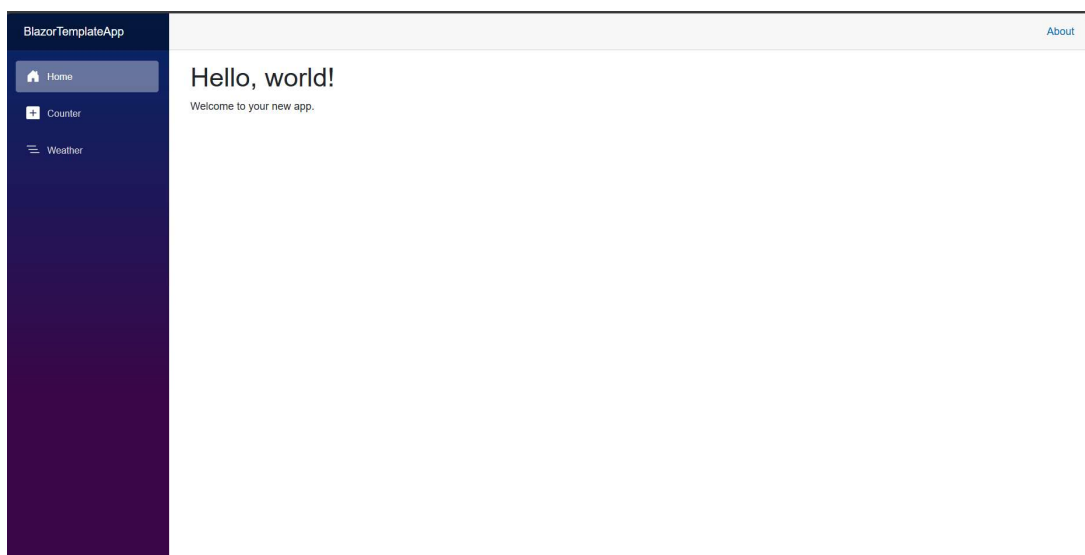 BlazorTemplateApp
About
Home
Counter
Weather
Hello, world!
Welcome to your new app.